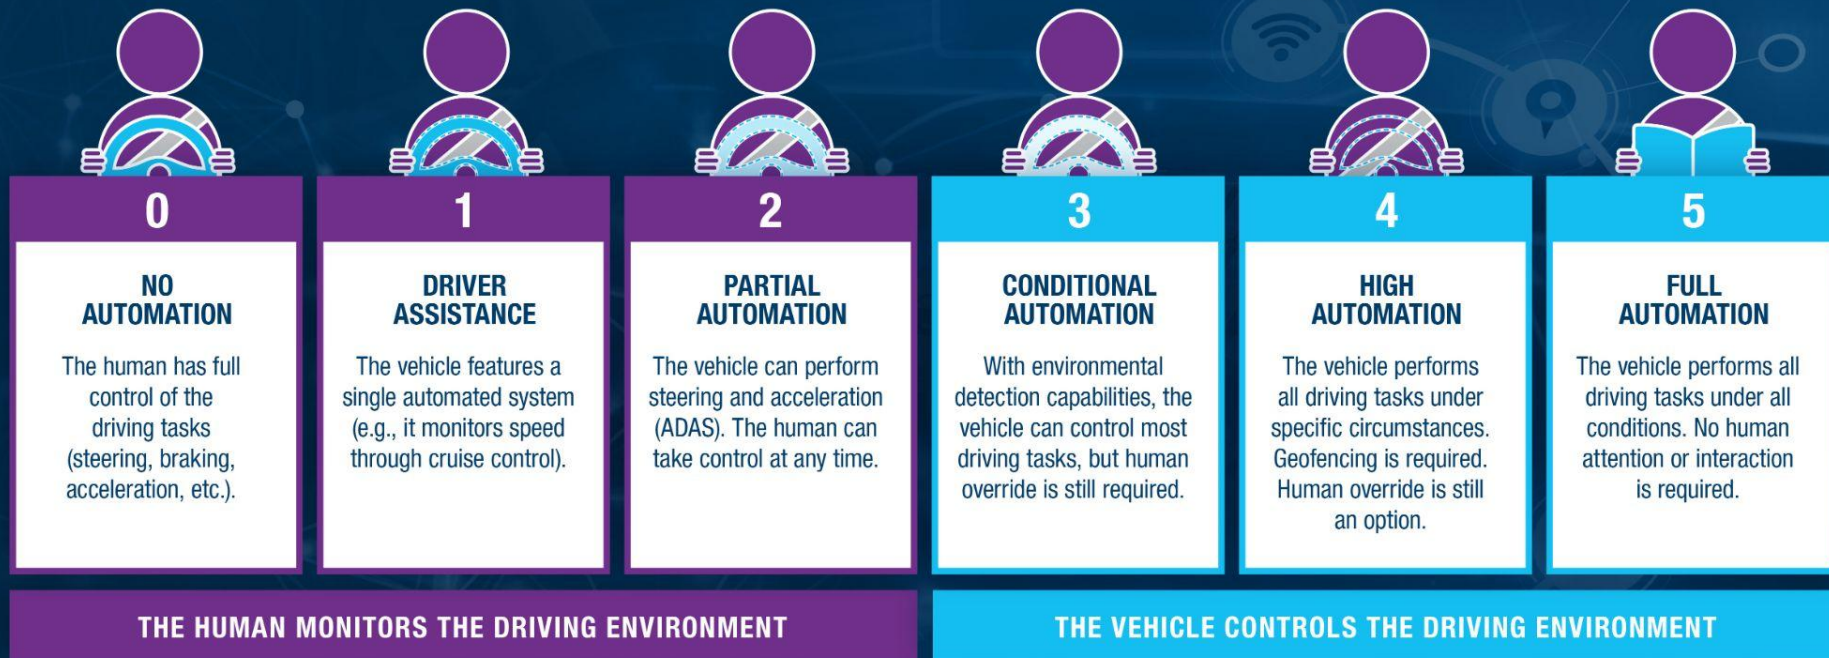 0
NO
AUTOMATION
The human has full
control of the
driving tasks
(steering, braking,
acceleration, etc.).
1
DRIVER
ASSISTANCE
The vehicle features a
single automated system
(e.g., it monitors speed
through cruise control).
2
PARTIAL
AUTOMATION
The vehicle can perform
steering and acceleration
(ADAS). The human can
take control at any time.
3
CONDITIONAL
AUTOMATION
With environmental
detection capabilities, the
vehicle can control most
driving tasks, but human
override is still required.
4
HIGH
AUTOMATION
The vehicle performs
all driving tasks under
specific circumstances.
Geofencing is required.
Human override is still
an option.
5
FULL
AUTOMATION
The vehicle performs all
driving tasks under all
conditions. No human
attention or interaction
is required.
THE HUMAN MONITORS THE DRIVING ENVIRONMENT
THE VEHICLE CONTROLS THE DRIVING ENVIRONMENT